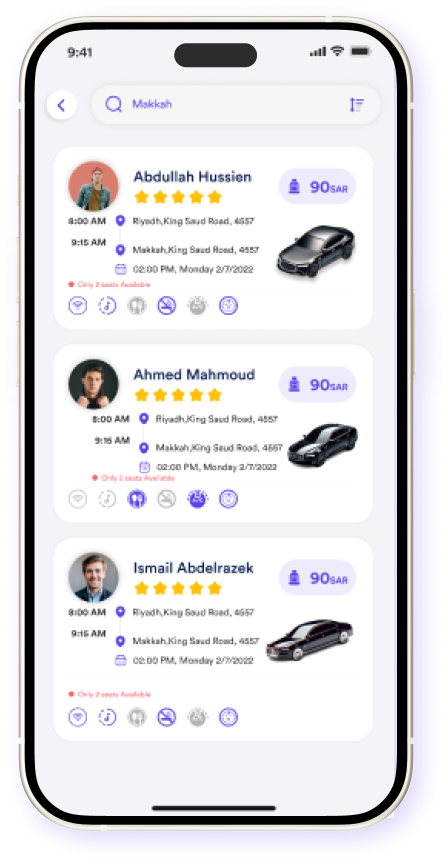 9:41
Makkah
Abdullah Hussien
90SAR
8:00 AM Riyadh,King Saud Road, 4557
9:15 AM
Makkah,King Saud Road, 4557
02:00 PM, Monday 2/7/2022
Only 2 seats Available
Ahmed Mahmoud
90SAR
8:00 AM Riyadh,King Saud Road, 4557
9:15 AM
Makkah,King Saud Road, 4557
02:00 PM, Monday 2/7/2022
Only 2 seats Available
Ismail Abdelrazek
90SAR
8:00 AM Riyadh,King Saud Road, 4557
9:15 AM
Makkah,King Saud Road, 4557
02:00 PM, Monday 2/7/2022
Only 2 seats Available